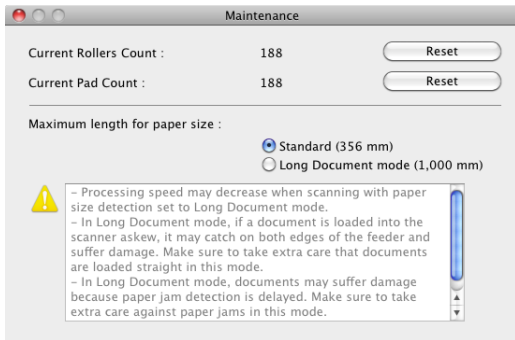 Maintenance
Current Rollers Count : 188 Reset
Current Pad Count : 188 Reset
Maximum length for paper size :
Standard (356 mm)
Long Document mode (1,000 mm)
– Processing speed may decrease when scanning with paper
size detection set to Long Document mode.
– In Long Document mode, if a document is loaded into the
scanner askew, it may catch on both edges of the feeder and
suffer damage. Make sure to take extra care that documents
are loaded straight in this mode.
– In Long Document mode, documents may suffer damage
because paper jam detection is delayed. Make sure to take
extra care against paper jams in this mode.